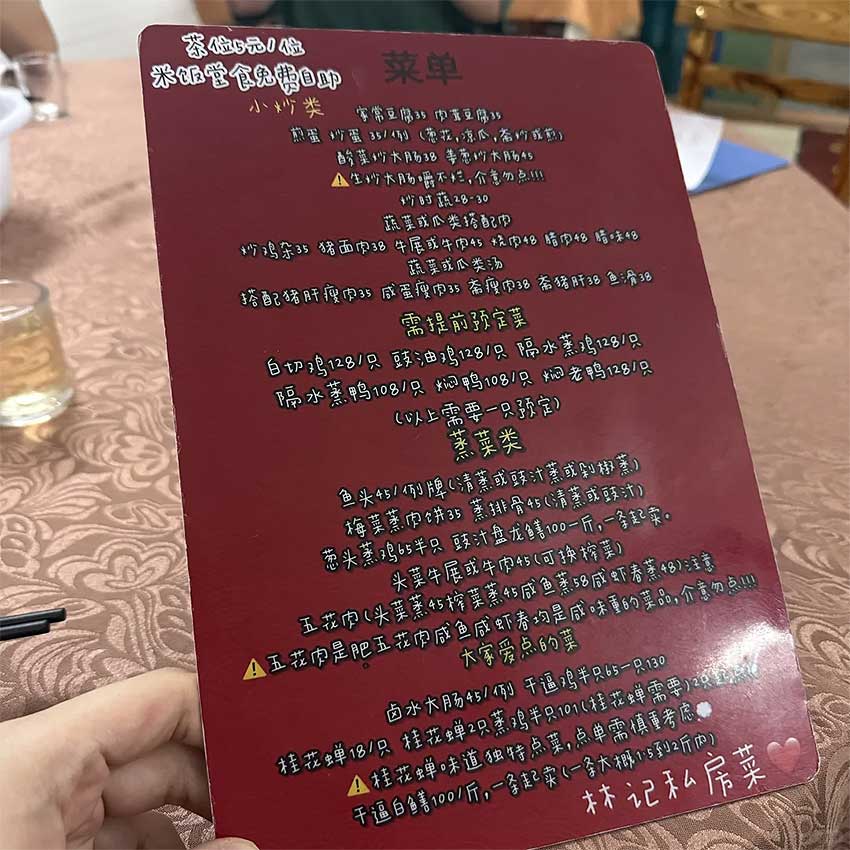 茶位5元/位
米饭堂食免费自助
菜单
小炒类
家常豆腐35 肉茸豆腐35
煎蛋 炒蛋 35/例 (葱花,凉瓜,斋炒或煎)
酸菜炒大肠38 姜葱炒大肠45
⚠生炒大肠嚼不烂,介意勿点!!!
炒时蔬28-30
蔬菜或瓜类搭配肉
炒鸡杂35 猪面肉38 牛展或牛肉45 烧肉48 腊肉48 腊味48
蔬菜或瓜类汤
搭配猪肝瘦肉35 咸蛋瘦肉35 斋瘦肉38 斋猪肝38 鱼滑38
需提前预定菜
白切鸡128/只 豉油鸡128/只 隔水蒸鸡128/只
隔水蒸鸭108/只 焖鸭108/只 焖老鸭128/只
(以上需要一只预定)
蒸菜类
鱼头45/例牌(清蒸或豉汁蒸或剁椒蒸)
梅菜蒸肉饼35 蒸排骨45(清蒸或豉汁)
葱头蒸鸡65半只 豉汁盘龙鳝100一斤,一条起卖。
头菜牛展或牛肉45(可换榨菜)
五花肉(头菜蒸45榨菜蒸45咸鱼蒸58咸虾春蒸48)注意
⚠五花肉是肥五花肉咸鱼咸虾春均是咸味重的菜品,介意勿点!!!
大家爱点的菜
卤水大肠45/例 干逼鸡半只65一只130
桂花蝉18/只 桂花蝉2只蒸鸡半只101(桂花蝉需要)2只
⚠桂花蝉味道独特点菜,点单需慎重考虑
干逼白鳝100/斤,一条起卖(一条大概1.5到2斤内)
林记私房菜❤